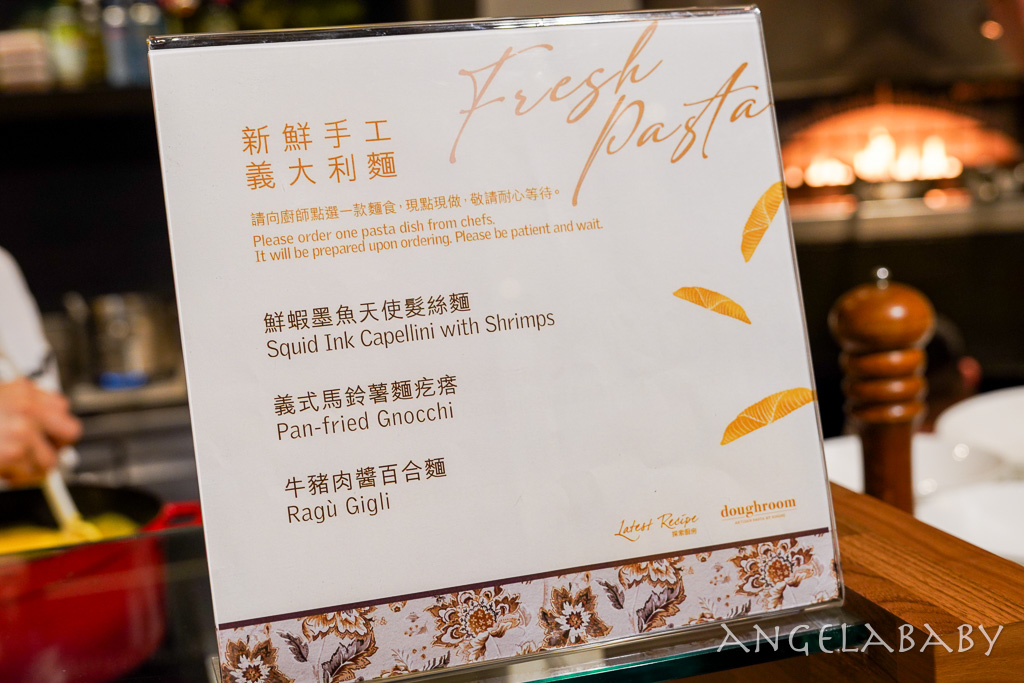 Fresh
Pasta
新鮮手工
義大利麵
請向廚師點選一款麵食，現點現做，敬請耐心等待。
Please order one pasta dish from chefs.
It will be prepared upon ordering. Please be patient and wait.
鮮蝦墨魚天使髮絲麵
Squid Ink Capellini with Shrimps
義式馬鈴薯麵疙瘩
Pan-fried Gnocchi
牛豬肉醬百合麵
Ragù Gigli
Latest Recipe
探索廚房
doughroom
ANGELABABY